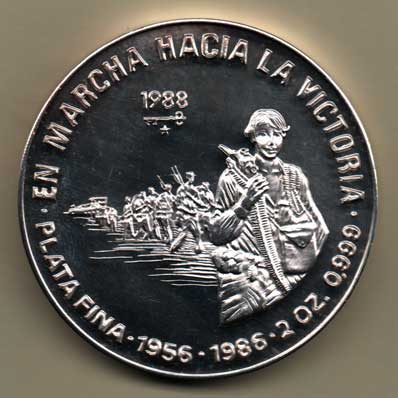 · EN MARCHA HACIA LA VICTORIA ·
1988
PLATA FINA · 1956 · 1986 · 2 OZ. 0.999